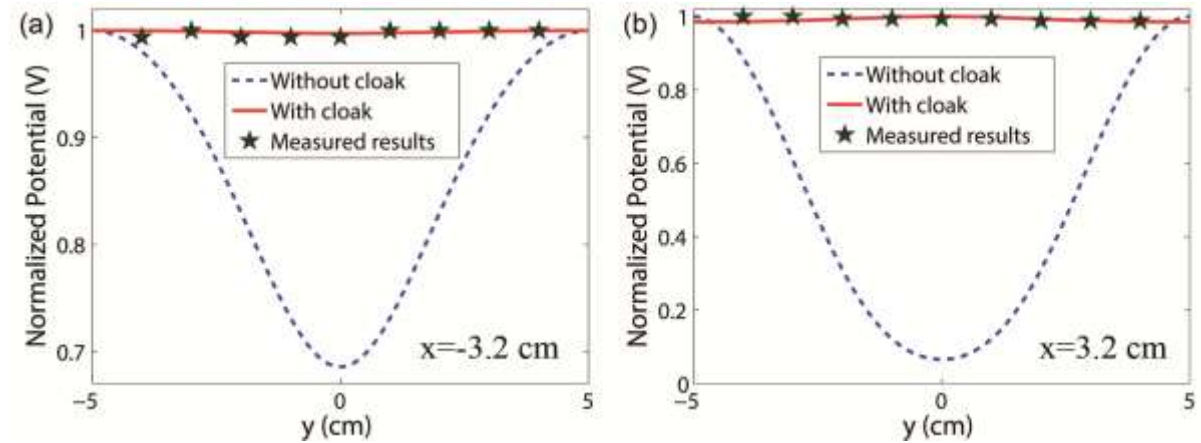 (a)
Normalized Potential (V)
1
0.9
0.8
0.7
Without cloak
With cloak
Measured results
x=-3.2 cm
−5
0
5
y (cm)
(b)
Normalized Potential (V)
1
0.8
0.6
0.4
0.2
0
Without cloak
With cloak
Measured results
x=3.2 cm
−5
0
5
y (cm)